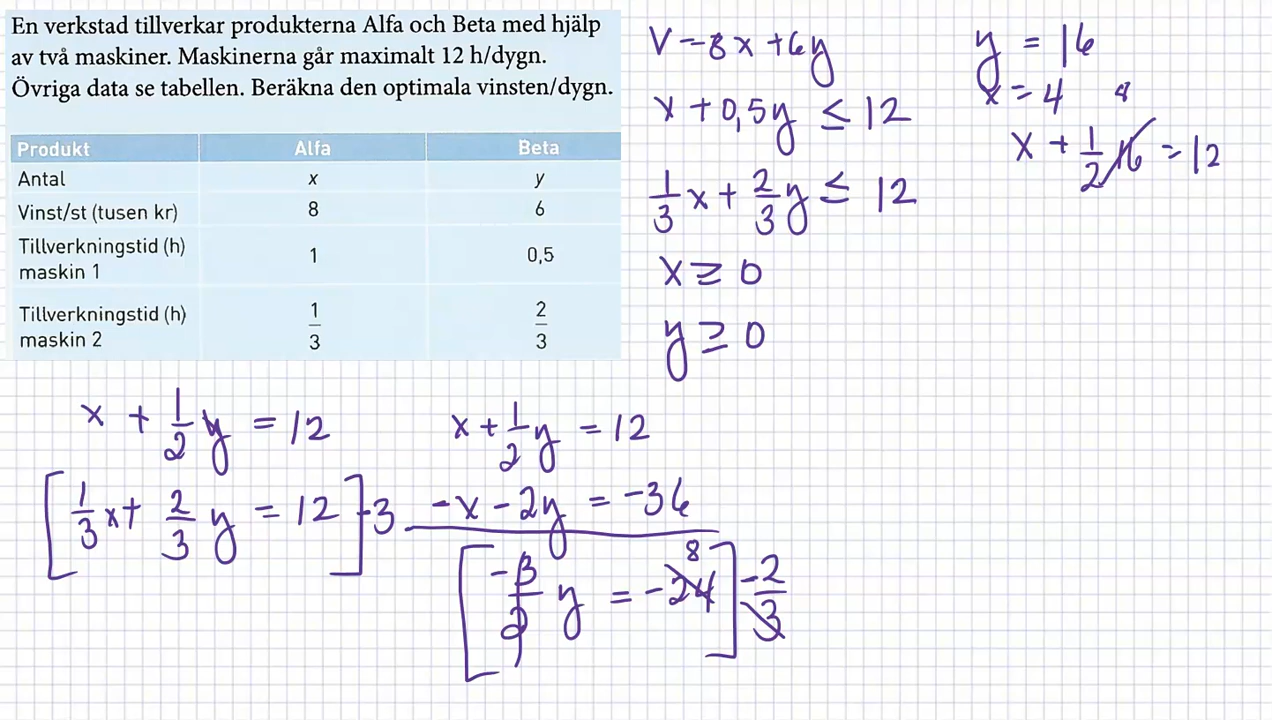 En verkstad tillverkar produkterna Alfa och Beta med hjälp
av två maskiner. Maskinerna går maximalt 12 h/dygn.
Övriga data se tabellen. Beräkna den optimala vinsten/dygn.
Produkt Alfa Beta
Antal x y
Vinst/st (tusen kr) 8 6
Tillverkningstid (h) maskin 1 1 0,5
Tillverkningstid (h) maskin 2 1/3 2/3
V=8x+6y
x+0,5y ≤ 12
1/3 x + 2/3 y ≤ 12
x ≥ 0
y ≥ 0
y = 16
x = 4
8
x + 1/2 16 = 12
x + 1/2 y = 12
[1/3 x + 2/3 y = 12] -3
x + 1/2 y = 12
-x - 2y = -36
8
[-3/2 y = -24] -2/3